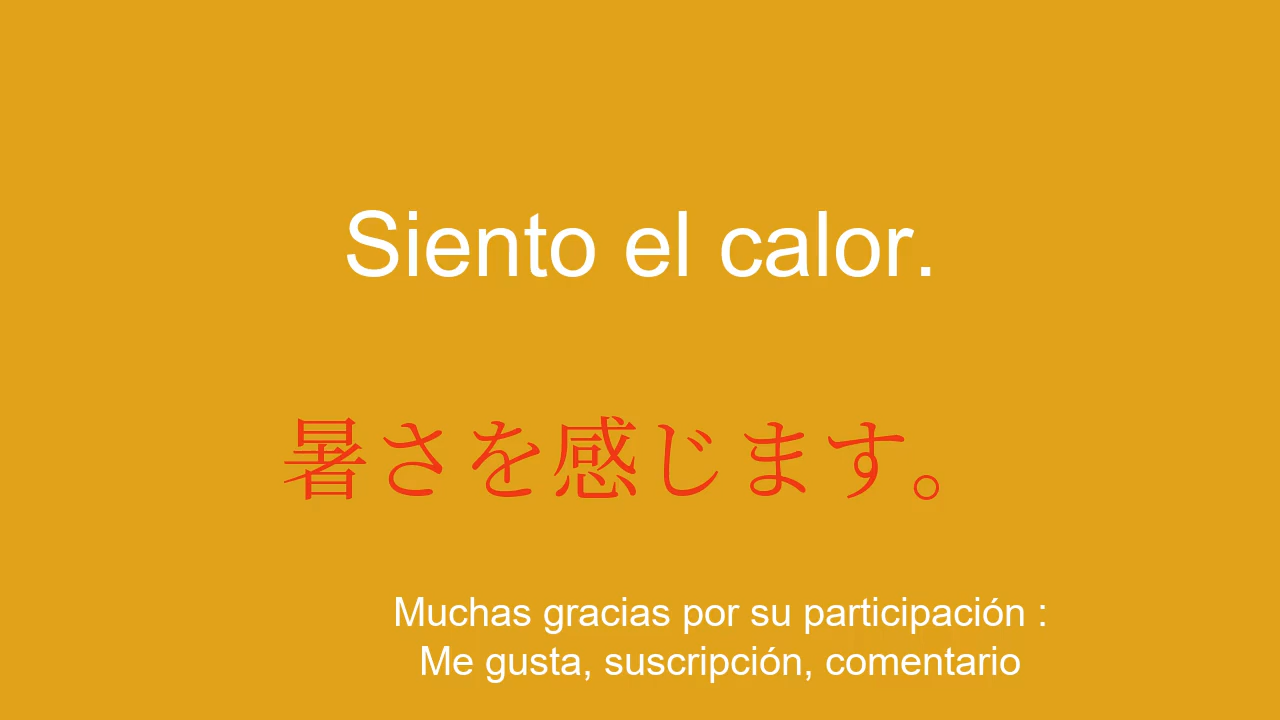 Siento el calor.
暑さを感じます。
Muchas gracias por su participación :
Me gusta, suscripción, comentario